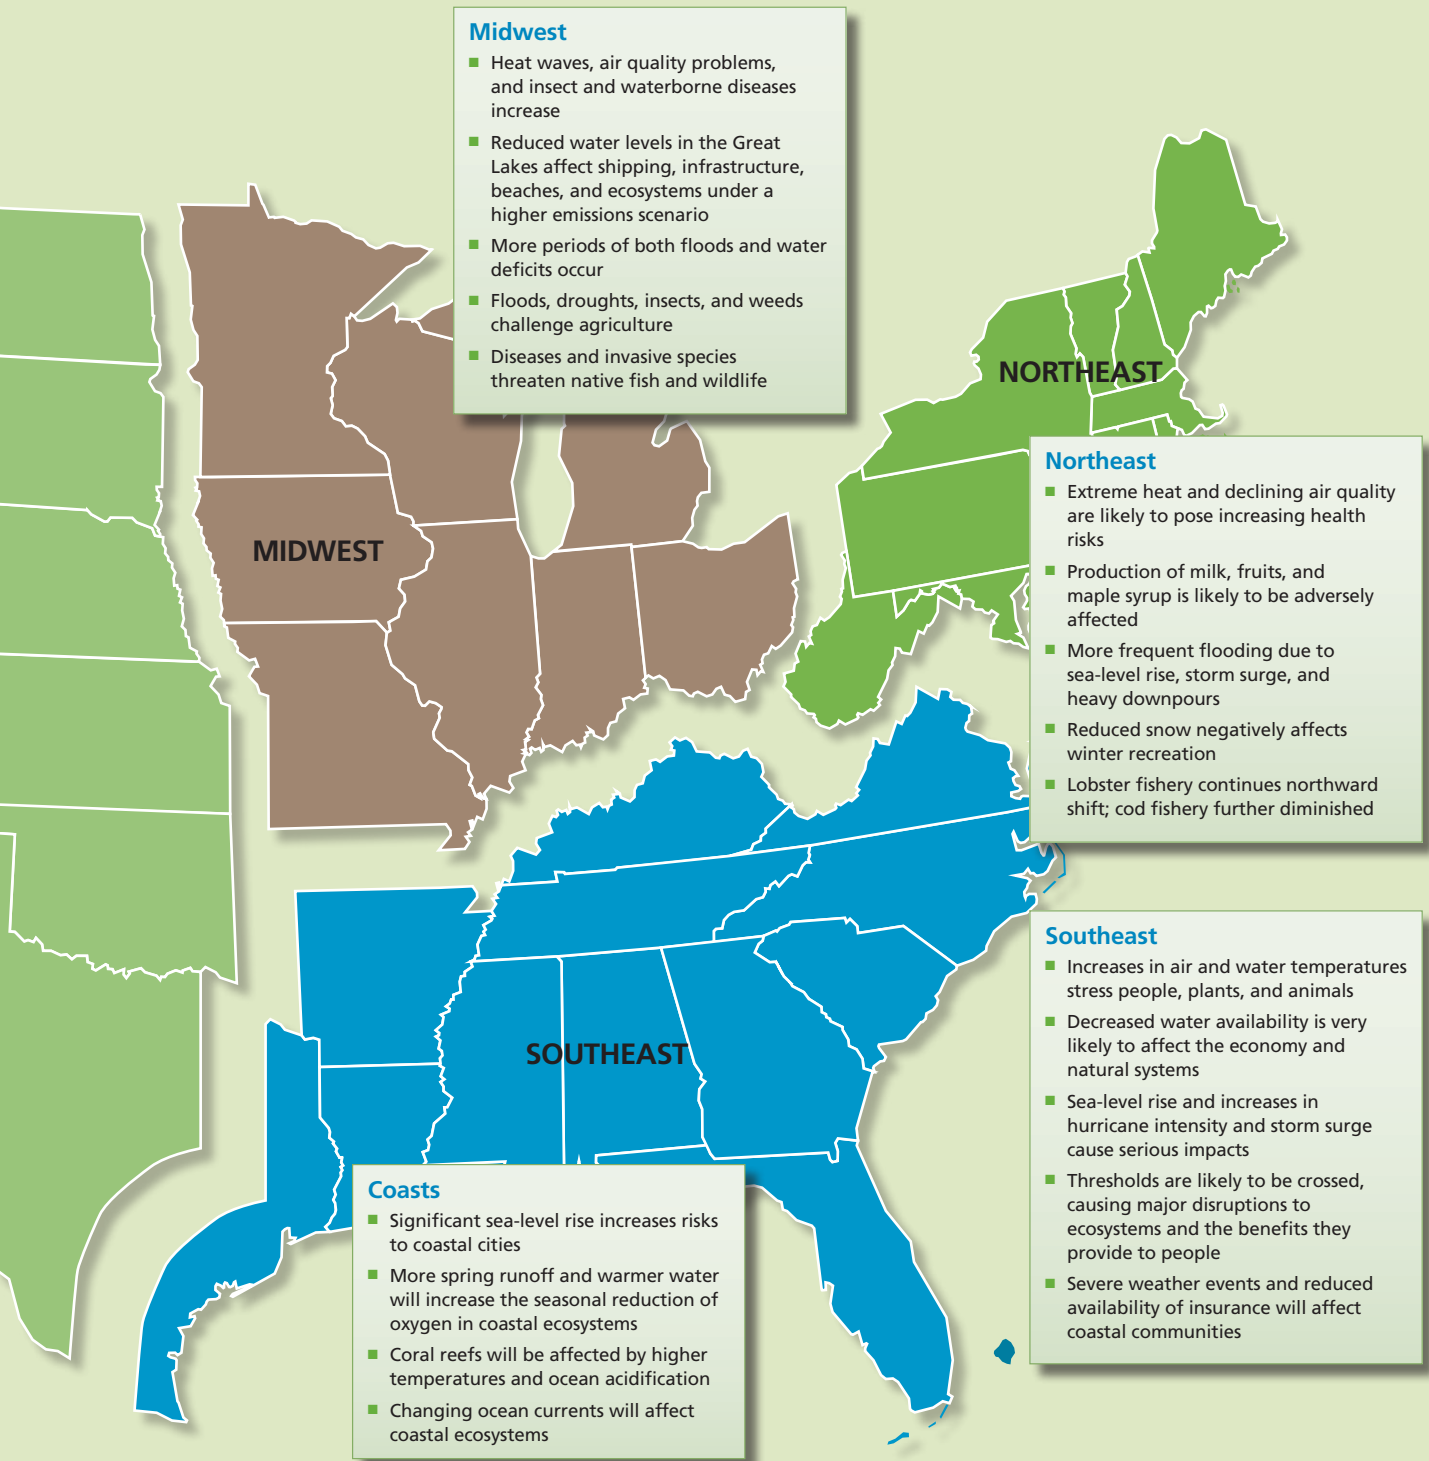 Midwest
■ Heat waves, air quality problems,
and insect and waterborne diseases
increase
■ Reduced water levels in the Great
Lakes affect shipping, infrastructure,
beaches, and ecosystems under a
higher emissions scenario
■ More periods of both floods and water
deficits occur
■ Floods, droughts, insects, and weeds
challenge agriculture
■ Diseases and invasive species
threaten native fish and wildlife
NORTHEAST
MIDWEST
Northeast
■ Extreme heat and declining air quality
are likely to pose increasing health
risks
■ Production of milk, fruits, and
maple syrup is likely to be adversely
affected
■ More frequent flooding due to
sea-level rise, storm surge, and
heavy downpours
■ Reduced snow negatively affects
winter recreation
■ Lobster fishery continues northward
shift; cod fishery further diminished
SOUTHEAST
Southeast
■ Increases in air and water temperatures
stress people, plants, and animals
■ Decreased water availability is very
likely to affect the economy and
natural systems
■ Sea-level rise and increases in
hurricane intensity and storm surge
cause serious impacts
■ Thresholds are likely to be crossed,
causing major disruptions to
ecosystems and the benefits they
provide to people
■ Severe weather events and reduced
availability of insurance will affect
coastal communities
Coasts
■ Significant sea-level rise increases risks
to coastal cities
■ More spring runoff and warmer water
will increase the seasonal reduction of
oxygen in coastal ecosystems
■ Coral reefs will be affected by higher
temperatures and ocean acidification
■ Changing ocean currents will affect
coastal ecosystems